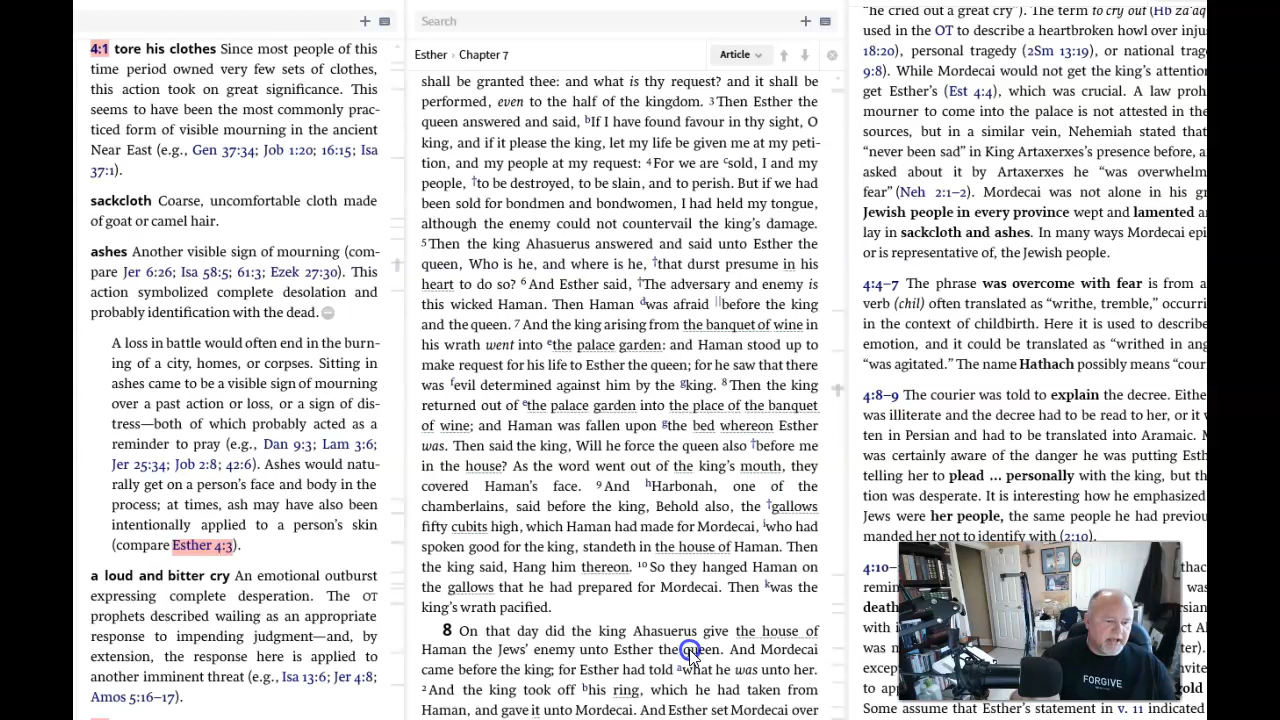 4:1 tore his clothes Since most people of this
time period owned very few sets of clothes,
this action took on great significance. This
seems to have been the most commonly prac-
ticed form of visible mourning in the ancient
Near East (e.g., Gen 37:34; Job 1:20; 16:15; Isa
37:1).
sackcloth Coarse, uncomfortable cloth made
of goat or camel hair.
ashes Another visible sign of mourning (com-
pare Jer 6:26; Isa 58:5; 61:3; Ezek 27:30). This
action symbolized complete desolation and
probably identification with the dead.
A loss in battle would often end in the burn-
ing of a city, homes, or corpses. Sitting in
ashes came to be a visible sign of mourning
over a past action or loss, or a sign of dis-
tress—both of which probably acted as a
reminder to pray (e.g., Dan 9:3; Lam 3:6;
Jer 25:34; Job 2:8; 42:6). Ashes would natu-
rally get on a person's face and body in the
process; at times, ash may have also been
intentionally applied to a person's skin
(compare Esther 4:3).
a loud and bitter cry An emotional outburst
expressing complete desperation. The OT
prophets described wailing as an appropriate
response to impending judgment—and, by
extension, the response here is applied to
another imminent threat (e.g., Isa 13:6; Jer 4:8;
Amos 5:16–17).
Search
Esther › Chapter 7
Article
shall be granted thee: and what is thy request? and it shall be
performed, even to the half of the kingdom. 3 Then Esther the
queen answered and said, b If I have found favour in thy sight, O
king, and if it please the king, let my life be given me at my peti-
tion, and my people at my request: 4 For we are c sold, I and my
people, † to be destroyed, to be slain, and to perish. But if we had
been sold for bondmen and bondwomen, I had held my tongue,
although the enemy could not countervail the king's damage.
5 Then the king Ahasuerus answered and said unto Esther the
queen, Who is he, and where is he, † that durst presume in his
heart to do so? 6 And Esther said, † The adversary and enemy is
this wicked Haman. Then Haman d was afraid || before the king
and the queen. 7 And the king arising from the banquet of wine in
his wrath went into e the palace garden: and Haman stood up to
make request for his life to Esther the queen; for he saw that there
was f evil determined against him by the g king. 8 Then the king
returned out of e the palace garden into the place of the banquet
of wine; and Haman was fallen upon g the bed whereon Esther
was. Then said the king, Will he force the queen also † before me
in the house? As the word went out of the king's mouth, they
covered Haman's face. 9 And h Harbonah, one of the
chamberlains, said before the king, Behold also, the † gallows
fifty cubits high, which Haman had made for Mordecai, i who had
spoken good for the king, standeth in the house of Haman. Then
the king said, Hang him thereon. 10 So they hanged Haman on
the gallows that he had prepared for Mordecai. Then k was the
king's wrath pacified.
8 On that day did the king Ahasuerus give the house of
Haman the Jews' enemy unto Esther the queen. And Mordecai
came before the king; for Esther had told a what he was unto her.
2 And the king took off b his ring, which he had taken from
Haman, and gave it unto Mordecai. And Esther set Mordecai over
"he cried out a great cry"). The term to cry out (Hb za'aq
used in the OT to describe a heartbroken howl over inju
18:20), personal tragedy (2Sm 13:19), or national trag
9:8). While Mordecai would not get the king's attentio
get Esther's (Est 4:4), which was crucial. A law proh
mourner to come into the palace is not attested in the
sources, but in a similar vein, Nehemiah stated that
"never been sad" in King Artaxerxes's presence before, a
asked about it by Artaxerxes he "was overwhelm
fear" (Neh 2:1–2). Mordecai was not alone in his gr
Jewish people in every province wept and lamented a
lay in sackcloth and ashes. In many ways Mordecai epi
or is representative of, the Jewish people.
4:4–7 The phrase was overcome with fear is from a
verb (chil) often translated as "writhe, tremble," occurri
in the context of childbirth. Here it is used to describe
emotion, and it could be translated as "writhed in ang
"was agitated." The name Hathach possibly means "cour
4:8–9 The courier was told to explain the decree. Eithe
was illiterate and the decree had to be read to her, or it v
ten in Persian and had to be translated into Aramaic. M
was certainly aware of the danger he was putting Esth
telling her to plead ... personally with the king, but th
tion was desperate. It is interesting how he emphasized
Jews were her people, the same people he had previou
manded her not to identify with (2:10).
4:10– thac
remin
death
with i
was n
excep
to ap
Some assume that Esther's statement in v. 11 indicated
FORGIVE